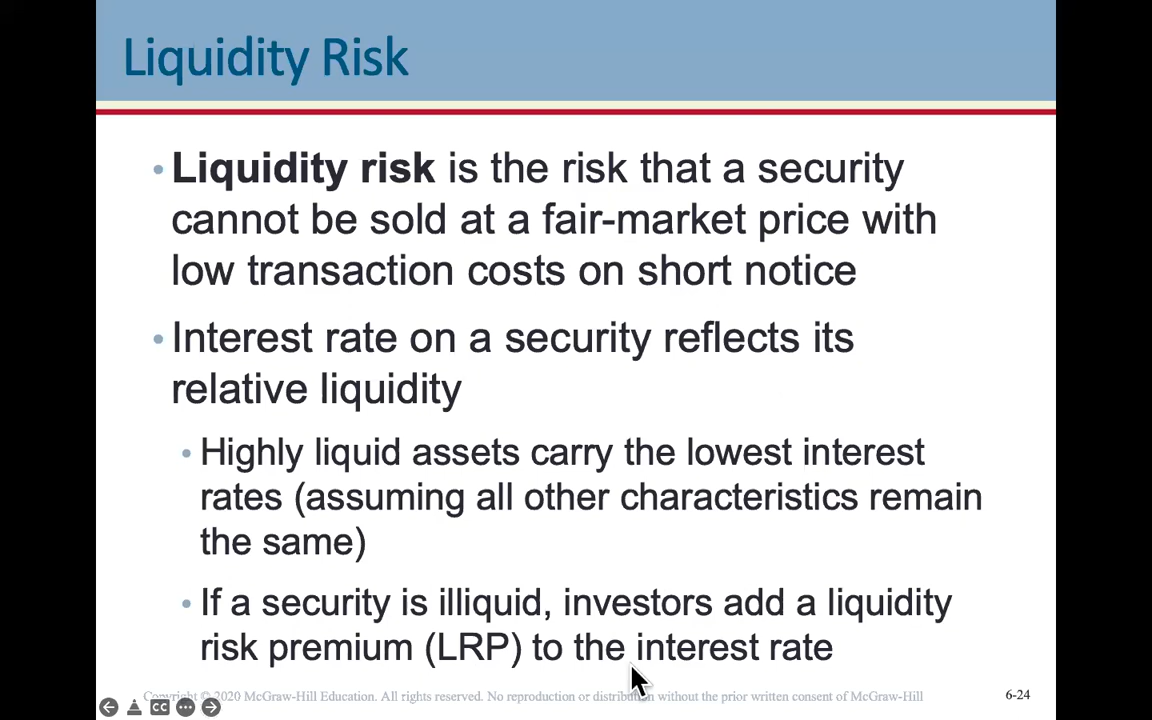 Liquidity Risk
• Liquidity risk is the risk that a security
cannot be sold at a fair-market price with
low transaction costs on short notice
• Interest rate on a security reflects its
relative liquidity
• Highly liquid assets carry the lowest interest
rates (assuming all other characteristics remain
the same)
• If a security is illiquid, investors add a liquidity
risk premium (LRP) to the interest rate
Copyright © 2020 McGraw-Hill Education. All rights reserved. No reproduction or distribution without the prior written consent of McGraw-Hill
6-24
CC